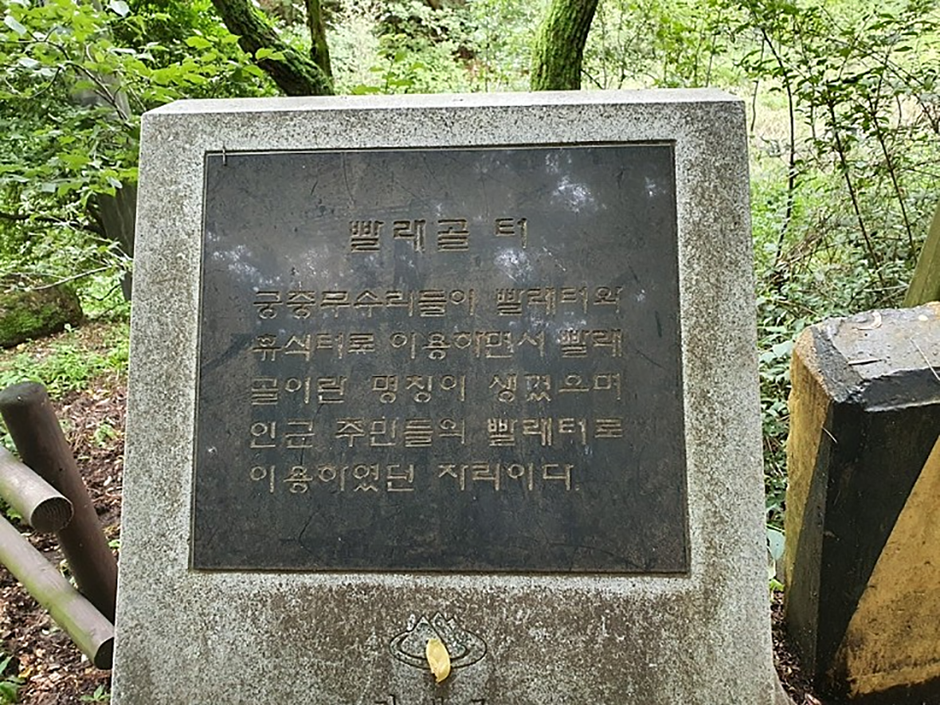 빨래골 터
궁중무수리들이 빨래터와
휴식터로 이용하면서 빨래
골이란 명칭이 생겼으며
인근 주민들의 빨래터로
이용하였던 자리이다.